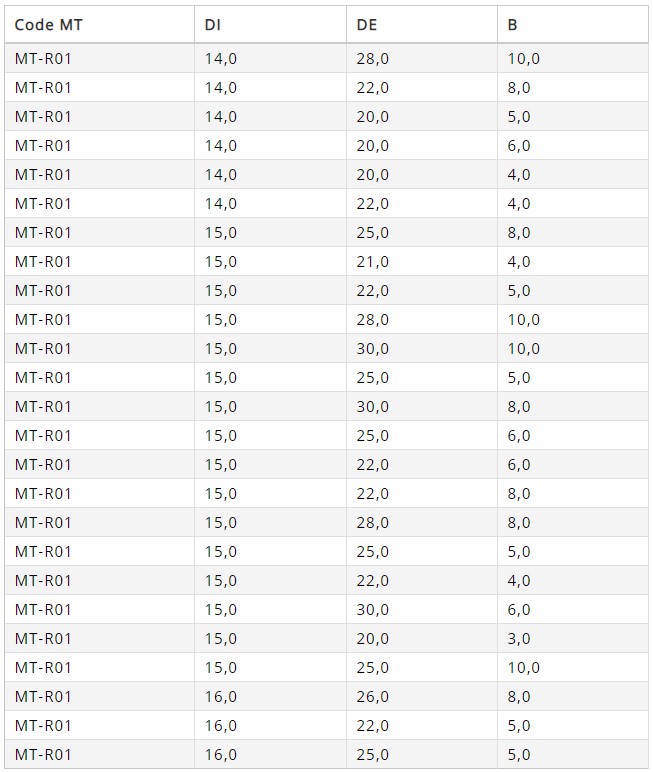 Code MT DI DE B
MT-R01 14,0 28,0 10,0
MT-R01 14,0 22,0 8,0
MT-R01 14,0 20,0 5,0
MT-R01 14,0 20,0 6,0
MT-R01 14,0 20,0 4,0
MT-R01 14,0 22,0 4,0
MT-R01 15,0 25,0 8,0
MT-R01 15,0 21,0 4,0
MT-R01 15,0 22,0 5,0
MT-R01 15,0 28,0 10,0
MT-R01 15,0 30,0 10,0
MT-R01 15,0 25,0 5,0
MT-R01 15,0 30,0 8,0
MT-R01 15,0 25,0 6,0
MT-R01 15,0 22,0 6,0
MT-R01 15,0 22,0 8,0
MT-R01 15,0 28,0 8,0
MT-R01 15,0 25,0 5,0
MT-R01 15,0 22,0 4,0
MT-R01 15,0 30,0 6,0
MT-R01 15,0 20,0 3,0
MT-R01 15,0 25,0 10,0
MT-R01 16,0 26,0 8,0
MT-R01 16,0 22,0 5,0
MT-R01 16,0 25,0 5,0